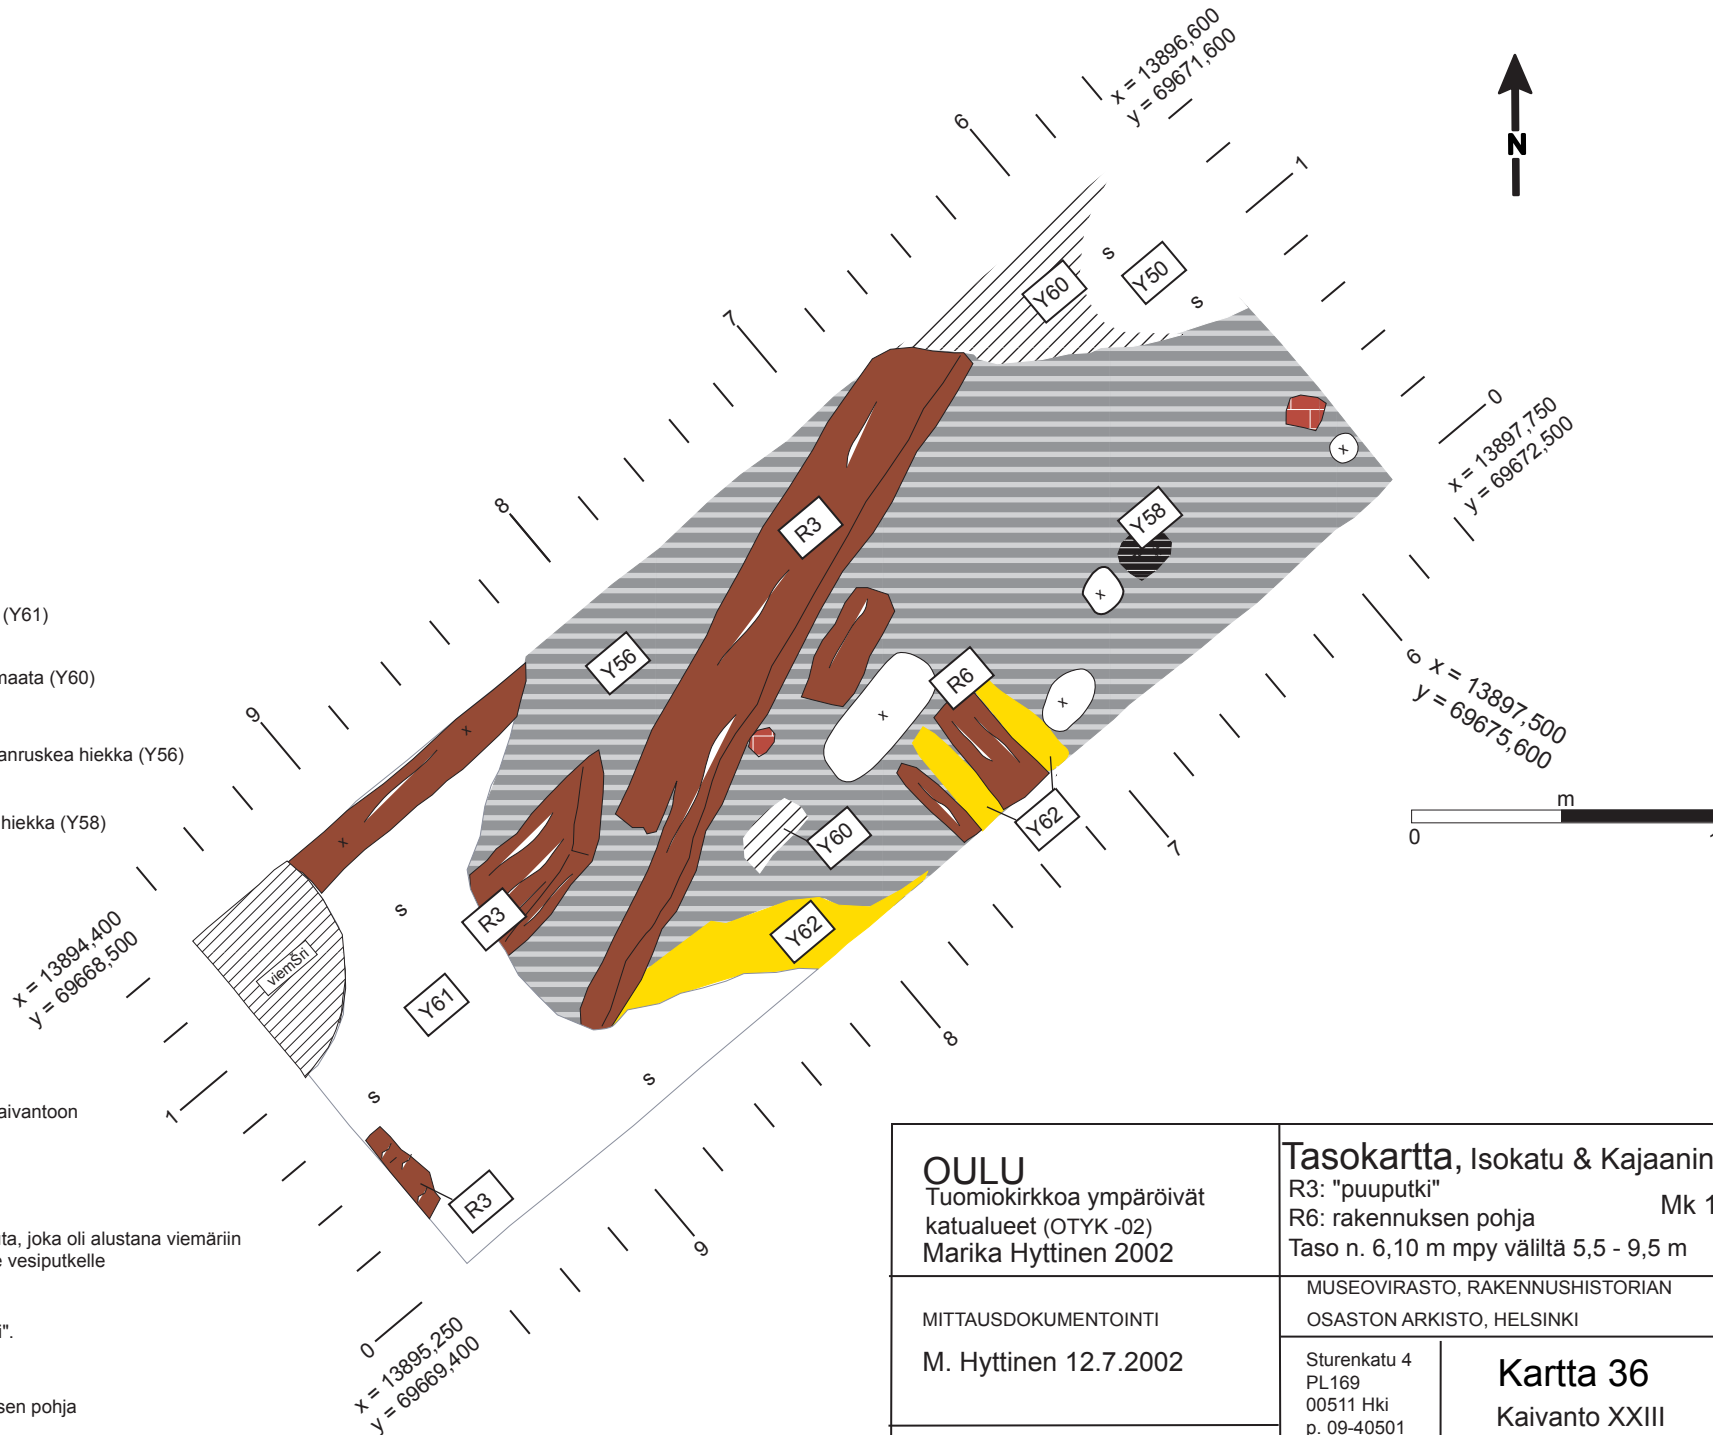 x = 13896,600
y = 69671,600
N
6
1
s
Y50
Y60
s
7
0
x = 13897,750
y = 69672,500
x
R3
Y58
8
x
(Y61)
Y56
6
x = 13897,500
y = 69675,600
R6
x
maata (Y60)
x
9
x
anruskea hiekka (Y56)
m
0
1
hiekka (Y58)
x
Y60
Y62
7
s
R3
Y62
x = 13894,400
y = 69668,500
viemŠri
Y61
8
s
s
1
aivantoon
R3
9
ta, joka oli alustana viemäriin
e vesiputkelle
i".
0
x = 13895,250
y = 69669,400
sen pohja
OULU
Tuomiokirkkoa ympäröivät
katualueet (OTYK -02)
Marika Hyttinen 2002
Tasokartta, Isokatu & Kajaanin
R3: "puuputki"
Mk 1
R6: rakennuksen pohja
Taso n. 6,10 m mpy väliltä 5,5 - 9,5 m
MITTAUSDOKUMENTOINTI
M. Hyttinen 12.7.2002
MUSEOVIRASTO, RAKENNUSHISTORIAN
OSASTON ARKISTO, HELSINKI
Sturenkatu 4
PL169
00511 Hki
p. 09-40501
Kartta 36
Kaivanto XXIII